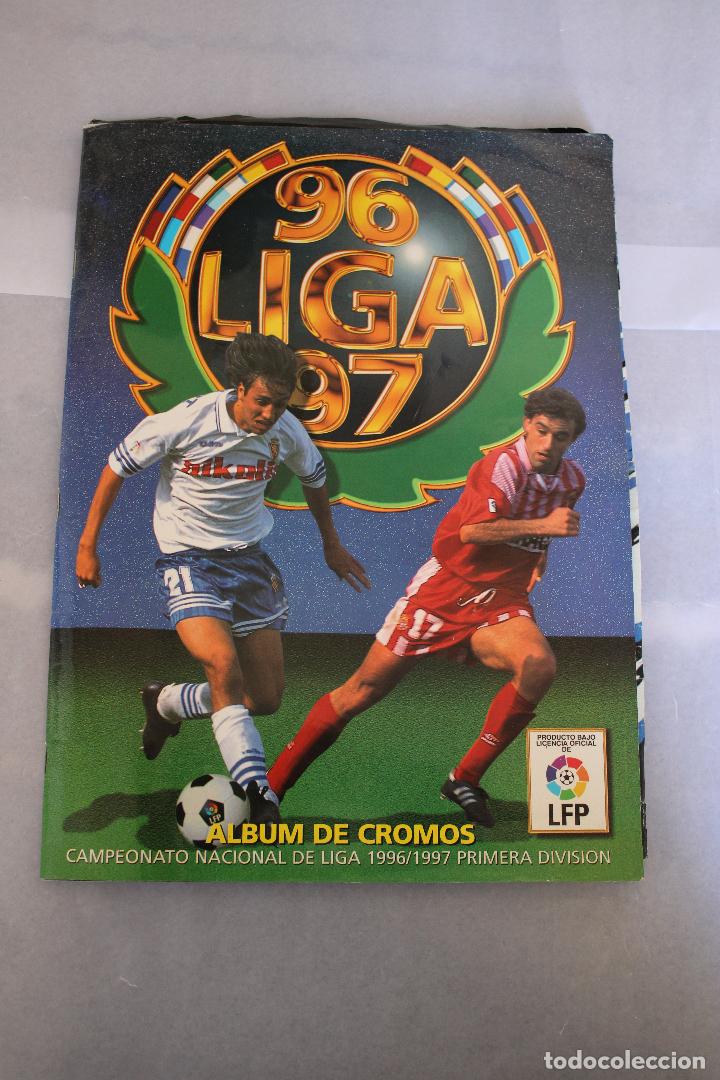 96
LIGA
97
21
17
PRODUCTO BAJO
LICENCIA OFICIAL
DE
LFP
LFP
ALBUM DE CROMOS
CAMPEONATO NACIONAL DE LIGA 1996/1997 PRIMERA DIVISION
todocoleccion.net